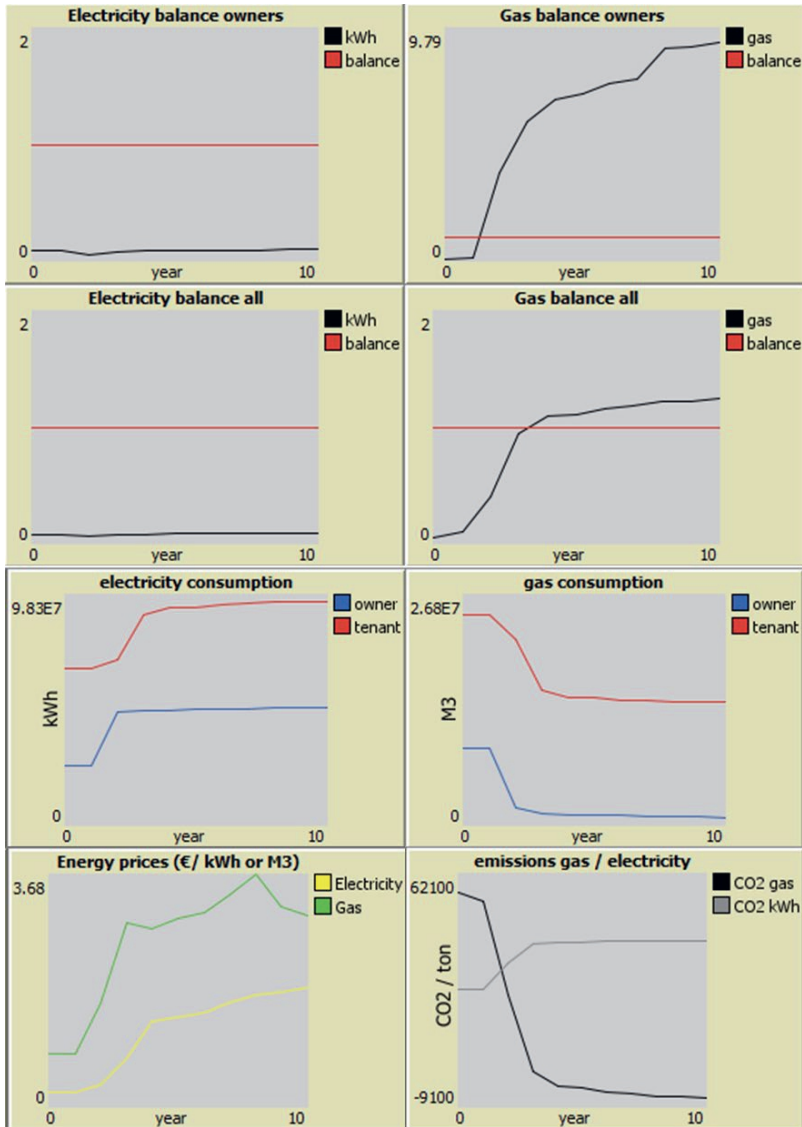 Electricity balance owners
2
kWh
balance
0
0
year
10
Gas balance owners
9.79
gas
balance
0
0
year
10
Electricity balance all
2
kWh
balance
0
0
year
10
Gas balance all
2
gas
balance
0
0
year
10
electricity consumption
9.83E7
owner
tenant
kWh
0
0
year
10
gas consumption
2.68E7
owner
tenant
M3
0
0
year
10
Energy prices (€/ kWh or M3)
3.68
Electricity
Gas
0
0
year
10
emissions gas / electricity
62100
CO2 gas
CO2 kWh
CO2 / ton
-9100
0
year
10